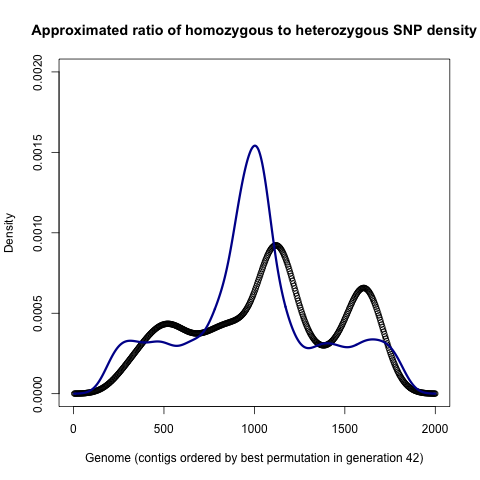 Approximated ratio of homozygous to heterozygous SNP density
0.0020
0.0015
0.0010
0.0005
0.0000
Density
0 500 1000 1500 2000
Genome (contigs ordered by best permutation in generation 42)